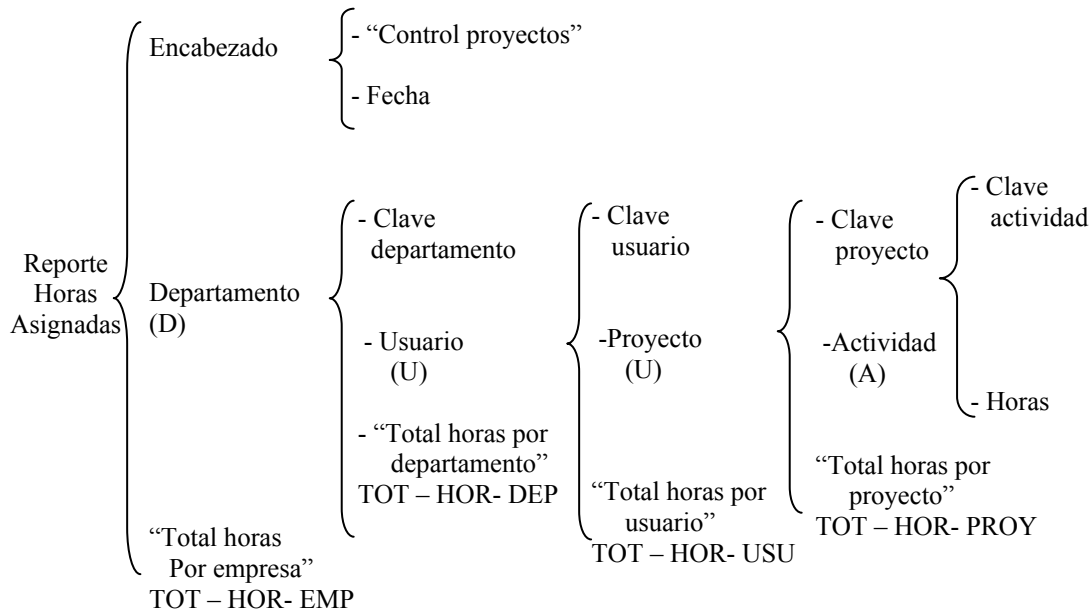 Reporte
Horas
Asignadas
Encabezado
- “Control proyectos”
- Fecha
Departamento
(D)
- Clave
departamento
- Usuario
(U)
- “Total horas por
departamento”
TOT – HOR- DEP
- Clave
usuario
-Proyecto
(U)
“Total horas por
usuario”
TOT – HOR- USU
- Clave
proyecto
-Actividad
(A)
“Total horas por
proyecto”
TOT – HOR- PROY
- Clave
actividad
- Horas
“Total horas
Por empresa”
TOT – HOR- EMP